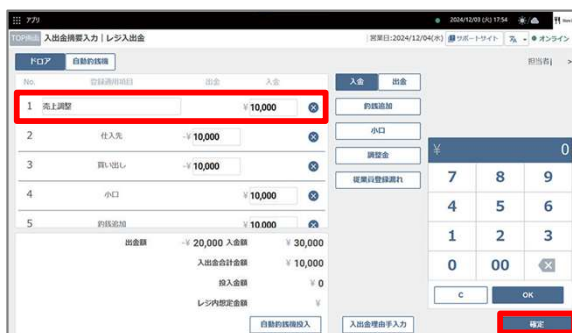 アプリ 2024/12/03 (火) 17:54
入出金摘要入力 | レジ入出金 営業日:2024/12/04(水) サポートサイト オンライン
ドロア 自動釣銭機 担当者 >
No. 登録適用項目 出金 入金 入金 出金
1 売上調整 ¥ 10,000
釣銭追加
2 仕入先 -¥ 10,000
小口
¥ 0
調整金
3 買い出し -¥ 10,000
従業員登録漏れ
7 8 9
4 小口 ¥ 10,000
4 5 6
5 釣銭追加 ¥ 10,000
出金額 -¥ 20,000 入金額 ¥ 30,000
1 2 3
入出金合計金額 ¥ 10,000
0 00
投入金額 ¥ 0
レジ内想定金額 ¥
C OK
自動釣銭機投入 入出金理由手入力 確定